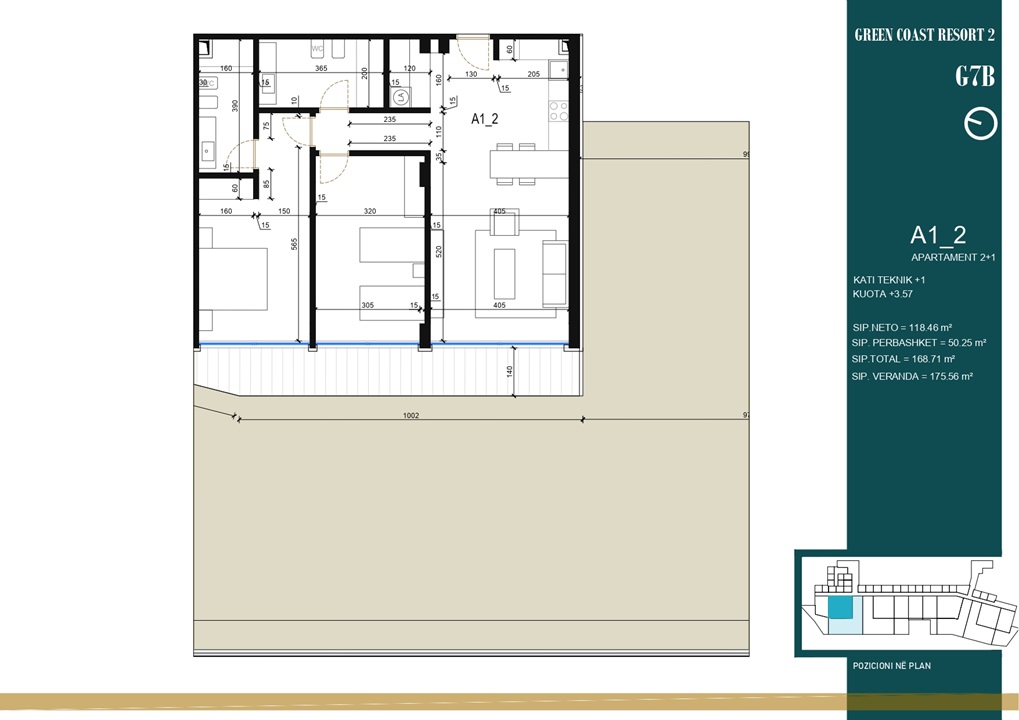 GREEN COAST RESORT 2
G7B
A1_2
APARTAMENT 2+1
KATI TEKNIK +1
KUOTA +3.57
SIP.NETO = 118.46 m²
SIP. PERBASHKET = 50.25 m²
SIP.TOTAL = 168.71 m²
SIP. VERANDA = 175.56 m²
POZICIONI NË PLAN
WC
60
160
365
200
120
160
130
205
30
15
15
15
15
LA
390
10
15
75
235
A1_2
110
235
35
15
60
85
15
160
150
320
405
15
15
565
520
305
15
15
405
140
1002